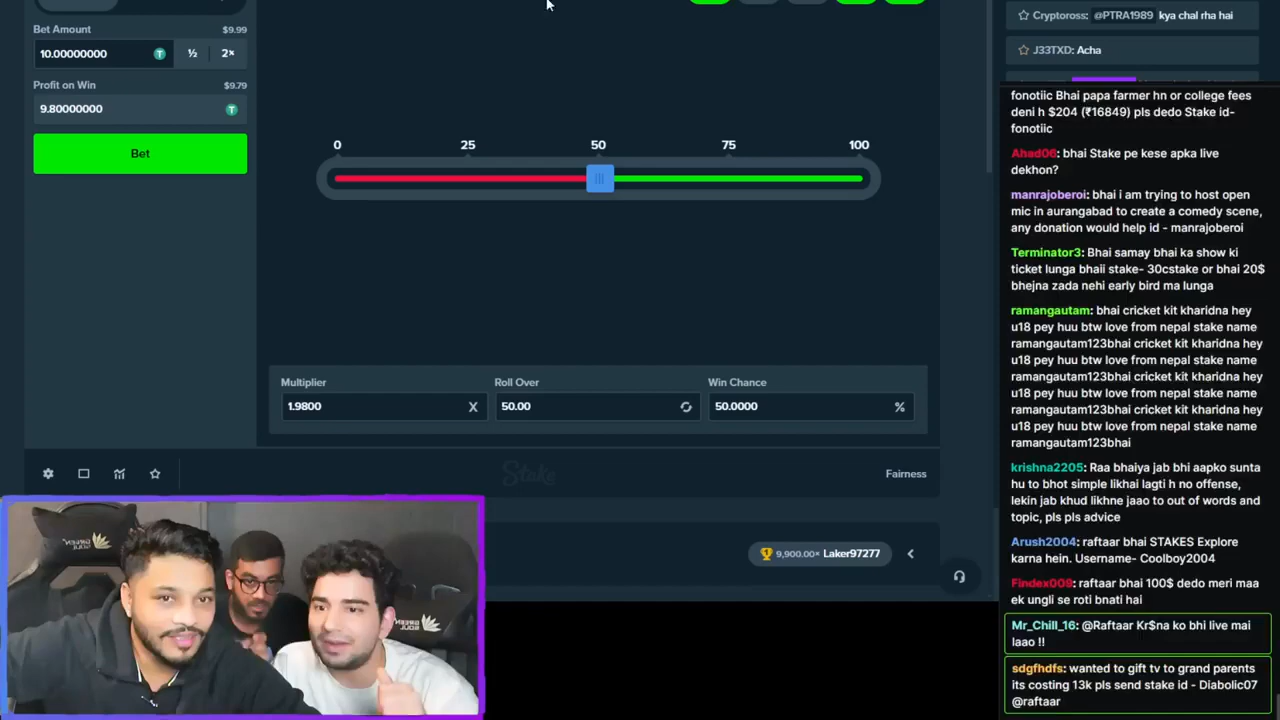 Bet Amount
$9.99
10.00000000
½
2×
Profit on Win
$9.79
9.80000000
Bet
0
25
50
75
100
Multiplier
Roll Over
Win Chance
1.9800
X
50.00
50.0000
%
Stake
Fairness
9,900.00× Laker97277
GREEN
SOUL
GREEN
SOUL
Cryptoross: @PTRA1989 kya chal rha hai
J33TXD: Acha
fonotiic Bhai papa farmer hn or college fees
deni h $204 (₹16849) pls dedo Stake id-
fonotiic
Ahad06: bhai Stake pe kese apka live
dekhon?
manrajoberoi: bhai i am trying to host open
mic in aurangabad to create a comedy scene,
any donation would help id - manrajoberoi
Terminator3: Bhai samay bhai ka show ki
ticket lunga bhaii stake- 30cstake or bhai 20$
bhejna zada nehi early bird ma lunga
ramangautam: bhai cricket kit kharidna hey
u18 pey huu btw love from nepal stake name
ramangautam123bhai cricket kit kharidna hey
u18 pey huu btw love from nepal stake name
ramangautam123bhai cricket kit kharidna hey
u18 pey huu btw love from nepal stake name
ramangautam123bhai cricket kit kharidna hey
u18 pey huu btw love from nepal stake name
ramangautam123bhai
krishna2205: Raa bhaiya jab bhi aapko sunta
hu to bhot simple likhai lagti h no offense,
lekin jab khud likhne jaao to out of words and
topic, pls pls advice
Arush2004: raftaar bhai STAKES Explore
karna hein. Username- Coolboy2004
Findex009: raftaar bhai 100$ dedo meri maa
ek ungli se roti bnati hai
Mr_Chill_16: @Raftaar Kr$na ko bhi live mai
laao !!
sdgfhdfs: wanted to gift tv to grand parents
its costing 13k pls send stake id - Diabolic07
@raftaar